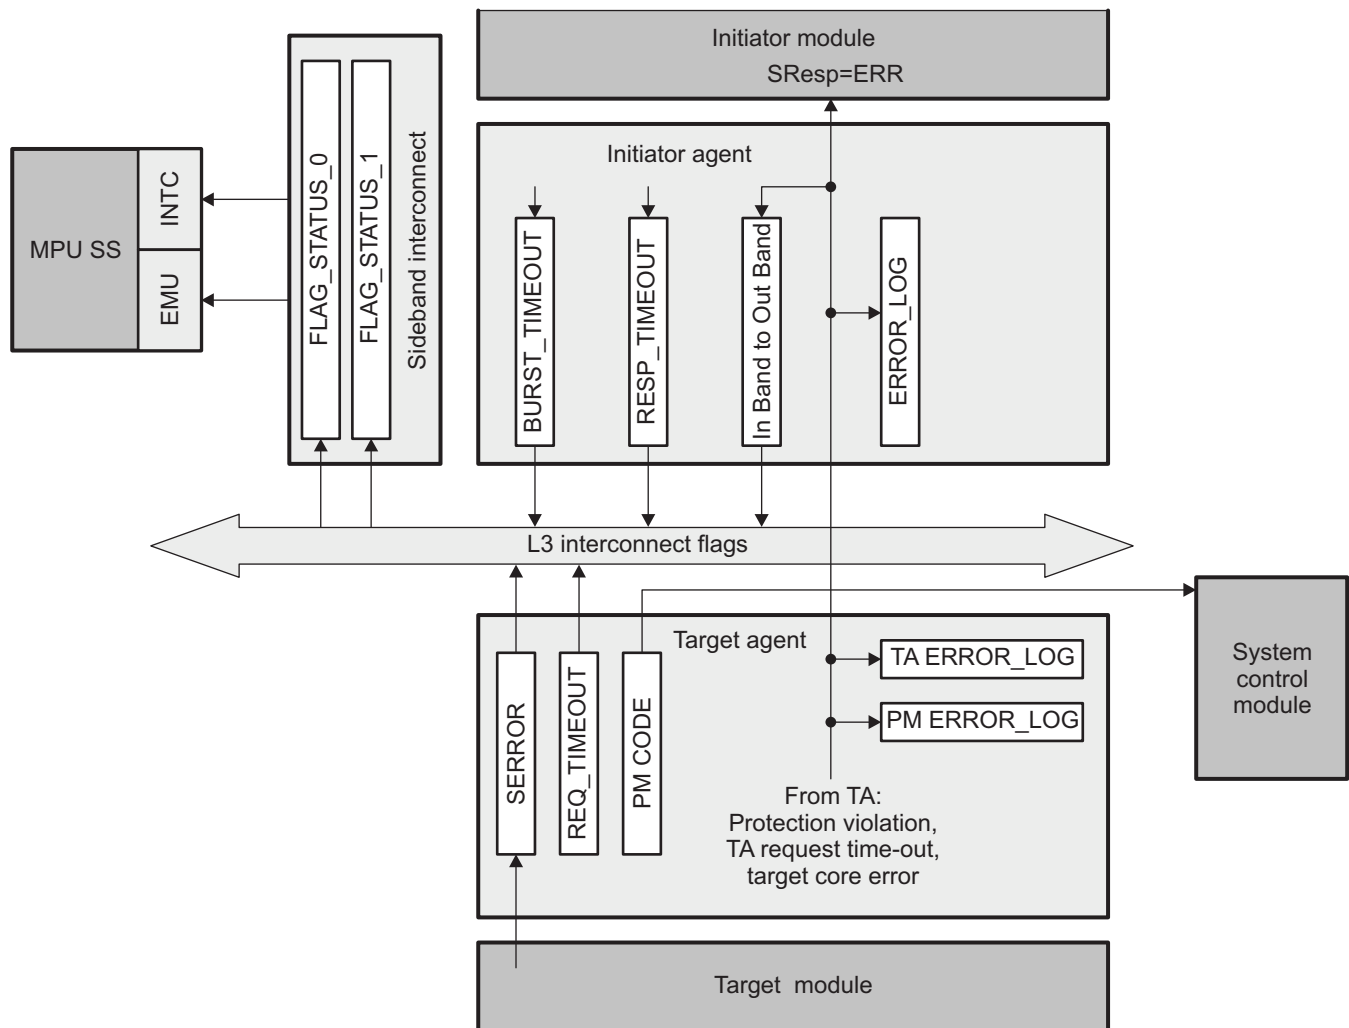 Initiator module
SResp=ERR
Initiator agent
BURST_TIMEOUT
RESP_TIMEOUT
In Band to Out Band
ERROR_LOG
MPU SS
INTC
EMU
FLAG_STATUS_0
FLAG_STATUS_1
Sideband interconnect
L3 interconnect flags
Target agent
SERROR
REQ_TIMEOUT
PM CODE
TA ERROR_LOG
PM ERROR_LOG
From TA:
Protection violation,
TA request time-out,
target core error
System
control
module
Target module